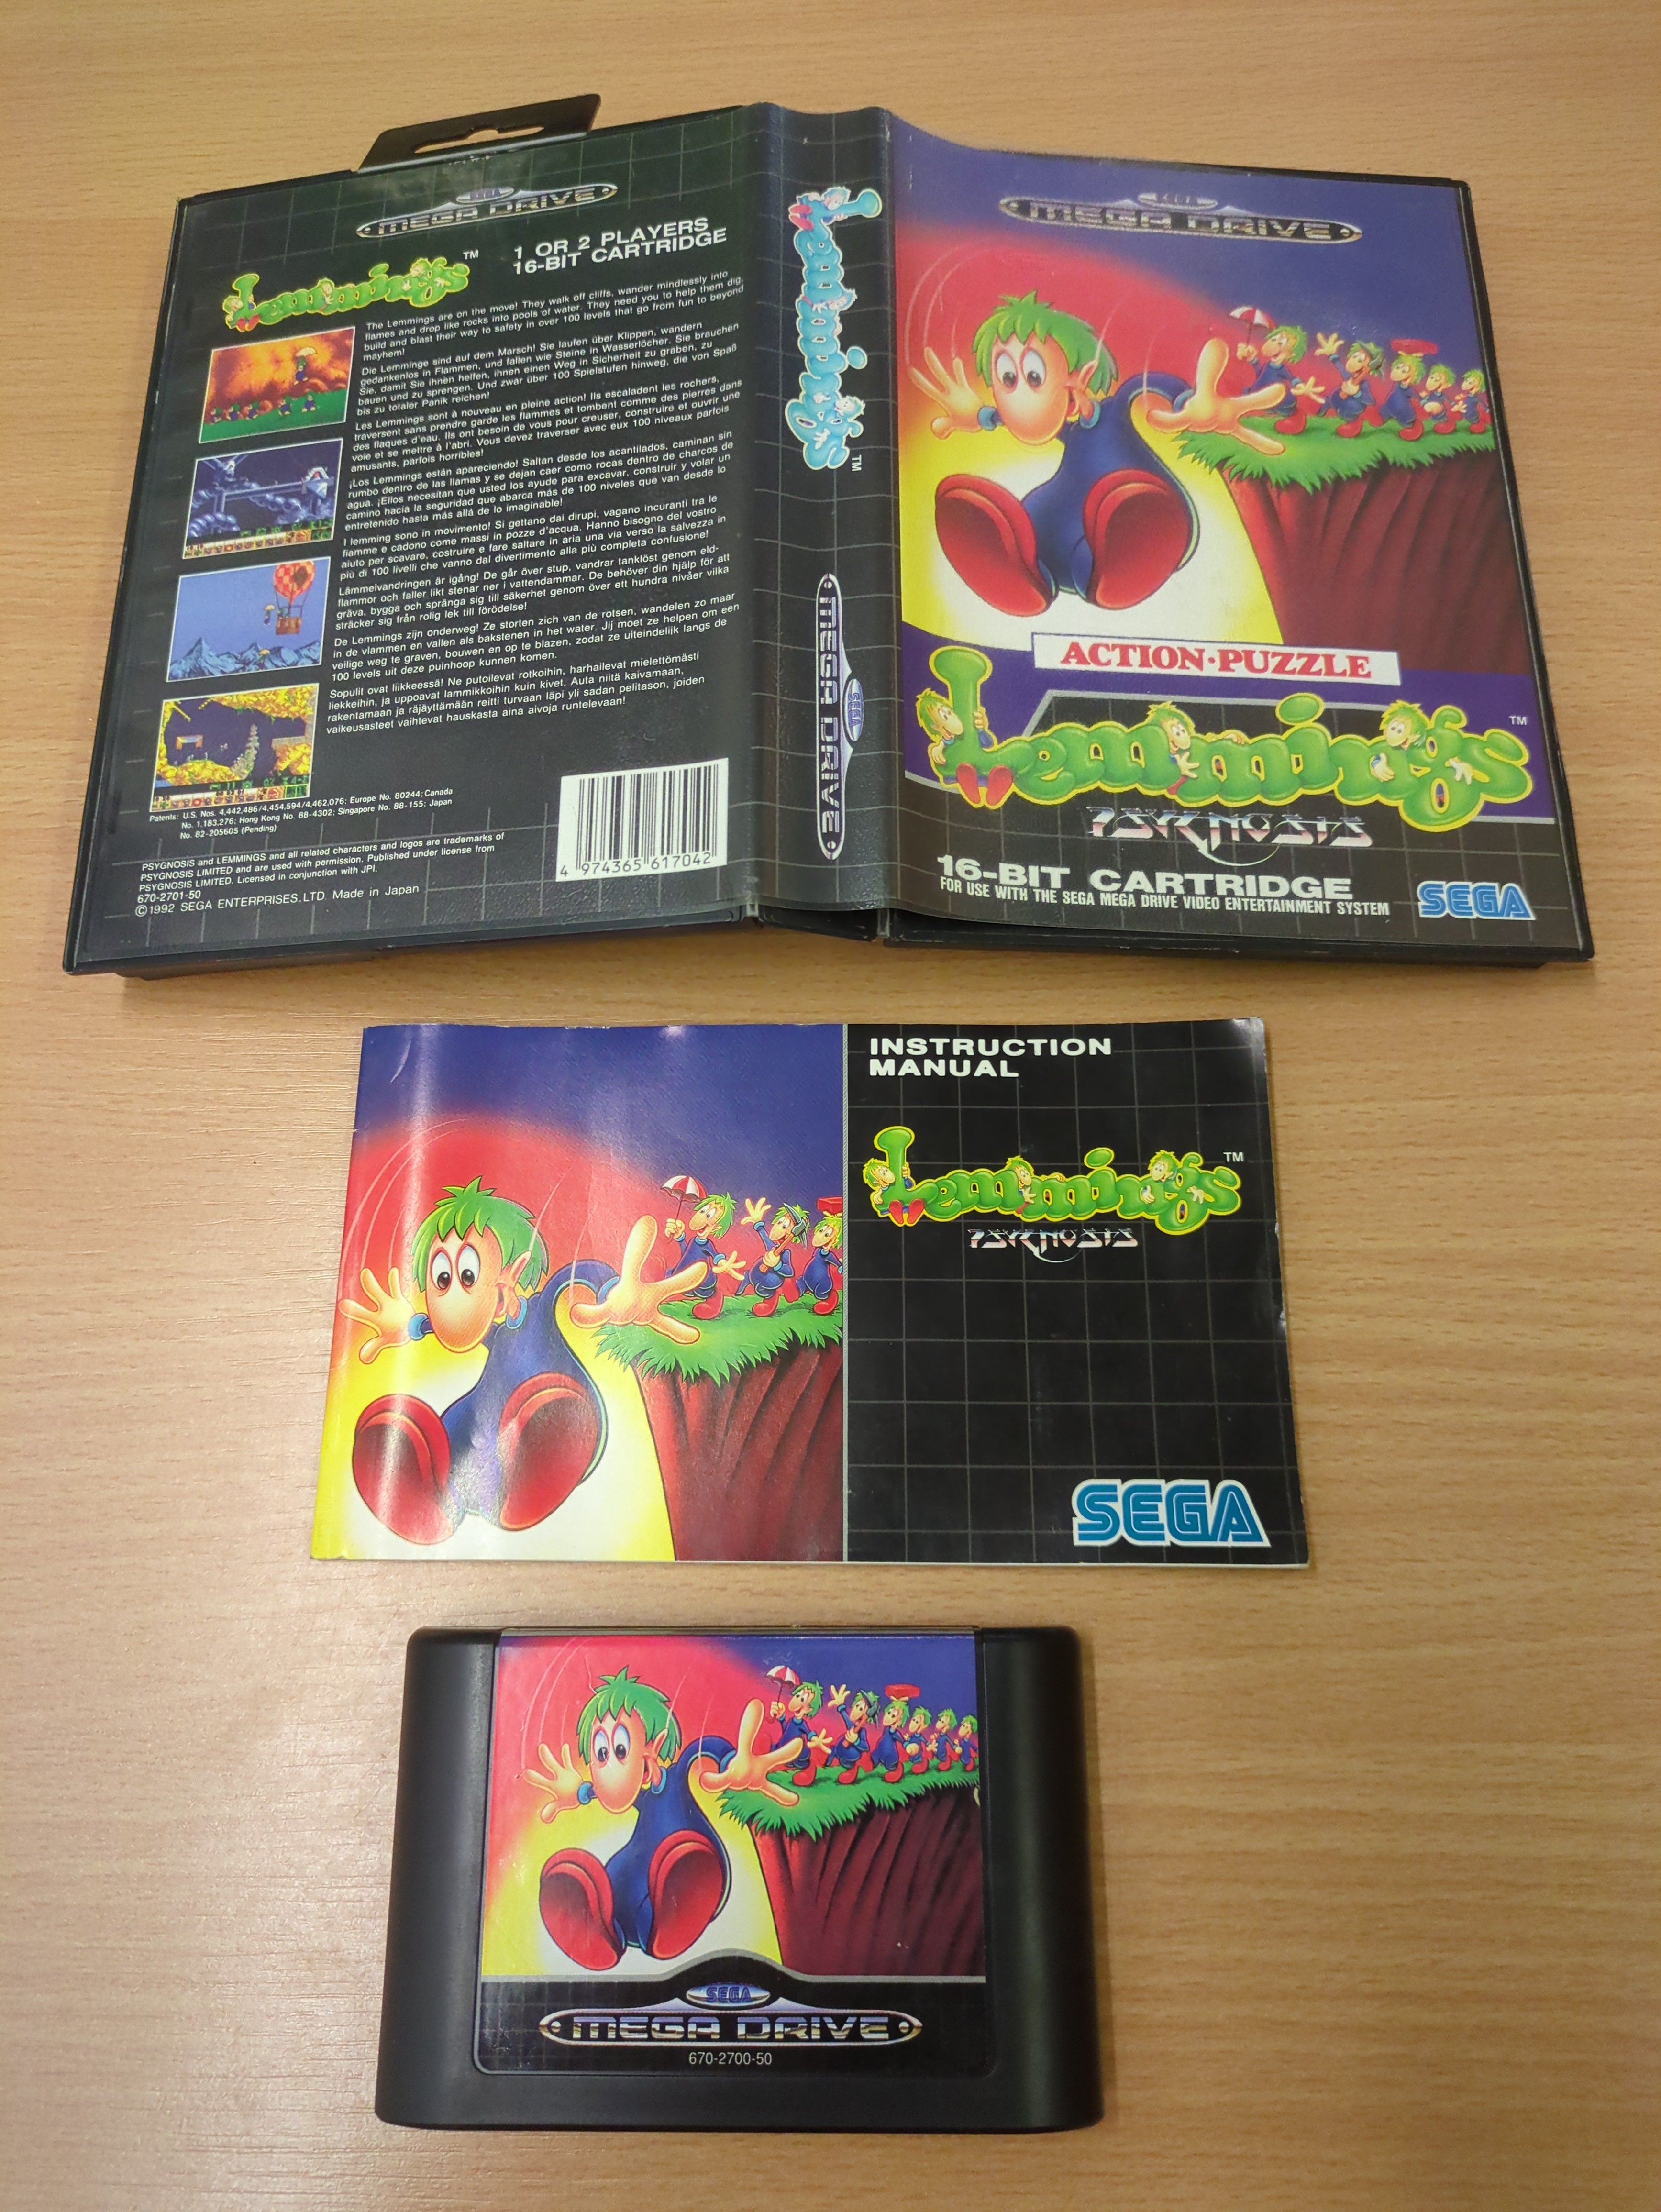 SEGA
MEGA DRIVE
Lemmings™
1 OR 2 PLAYERS
16-BIT CARTRIDGE
The Lemmings are on the move! They walk off cliffs, wander mindlessly into
flames and drop like rocks into pools of water. They need you to help them dig,
build and blast their way to safety in over 100 levels that go from fun to beyond
mayhem!
Die Lemminge sind auf dem Marsch! Sie laufen über Klippen, wandern
gedankenlos in Flammen, und fallen wie Steine in Wasserlöcher. Sie brauchen
Sie, damit Sie ihnen helfen, ihnen einen Weg in Sicherheit zu graben, zu
bauen und zu sprengen. Und zwar über 100 Spielstufen hinweg, die von Spaß
bis zu totaler Panik reichen!
Les Lemmings sont à nouveau en pleine action! Ils escaladent les rochers,
traversent sans prendre garde les flammes et tombent comme des pierres dans
des flaques d'eau. Ils ont besoin de vous pour creuser, construire et ouvrir une
voie et se mettre à l'abri. Vous devez traverser avec eux 100 niveaux parfois
amusants, parfois horribles!
¡Los Lemmings están apareciendo! Saltan desde los acantilados, caminan sin
rumbo dentro de las llamas y se dejan caer como rocas dentro de charcos de
agua. ¡Ellos necesitan que usted los ayude para excavar, construir y volar un
camino hacia la seguridad que abarca más de 100 niveles que van desde lo
entretenido hasta más allá de lo imaginable!
I lemming sono in movimento! Si gettano dai dirupi, vagano incuranti tra le
fiamme e cadono come massi in pozze d'acqua. Hanno bisogno del vostro
aiuto per scavare, costruire e fare saltare in aria una via verso la salvezza in
più di 100 livelli che vanno dal divertimento alla più completa confusione!
Lämmelvandringen är igång! De går över stup, vandrar tanklöst genom eld-
flammor och faller likt stenar ner i vattendammar. De behöver din hjälp för att
gräva, bygga och spränga sig till säkerhet genom över ett hundra nivåer vilka
sträcker sig från rolig lek till fördödelse!
De Lemmings zijn onderweg! Ze storten zich van de rotsen, wandelen zo maar
in de vlammen en vallen als bakstenen in het water. Jij moet ze helpen om een
veilige weg te graven, bouwen en op te blazen, zodat ze uiteindelijk langs de
100 levels uit deze puinhoop kunnen komen.
Sopulit ovat liikkeessä! Ne putoilevat rotkoihin, harhailevat mielettömästi
liekkeihin, ja uppoavat lammikkoihin kuin kivet. Auta niitä kaivamaan,
rakentamaan ja räjäyttämään reitti turvaan läpi yli sadan pelitason, joiden
vaikeusasteet vaihtevat hauskasta aina aivoja runtelevaan!
Patents: U.S. Nos. 4,442,486/4,454,594/4,462,076; Europe No. 80244; Canada
No. 1,183,276; Hong Kong No. 88-4302; Singapore No. 88-155; Japan
No. 82-205605 (Pending)
PSYGNOSIS and LEMMINGS and all related characters and logos are trademarks of
PSYGNOSIS LIMITED and are used with permission. Published under license from
PSYGNOSIS LIMITED. Licensed in conjunction with JPI.
670-2701-50
©1992 SEGA ENTERPRISES.LTD. Made in Japan
4 974365 617042
Lemmings™
SEGA
MEGA DRIVE
SEGA
MEGA DRIVE
ACTION·PUZZLE
Lemmings™
PSYGNOSIS
16-BIT CARTRIDGE
FOR USE WITH THE SEGA MEGA DRIVE VIDEO ENTERTAINMENT SYSTEM
SEGA
INSTRUCTION
MANUAL
Lemmings™
PSYGNOSIS
SEGA
SEGA
MEGA DRIVE
670-2700-50